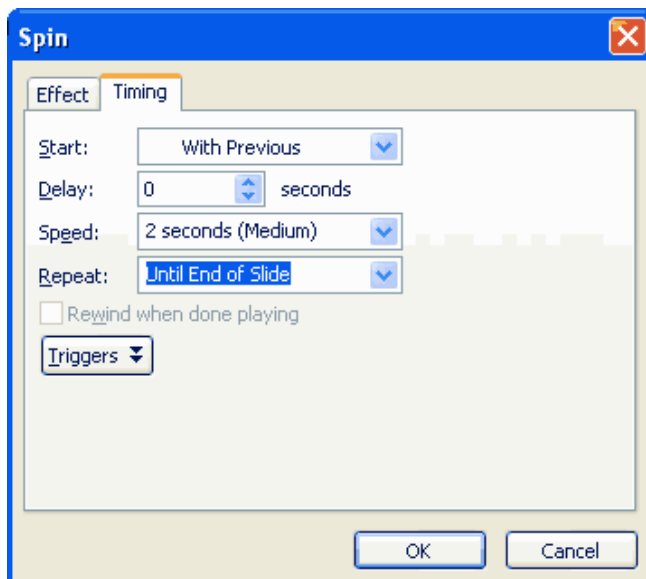 Spin
Effect Timing
Start: With Previous
Delay: 0 seconds
Speed: 2 seconds (Medium)
Repeat: Until End of Slide
Rewind when done playing
Triggers
OK Cancel